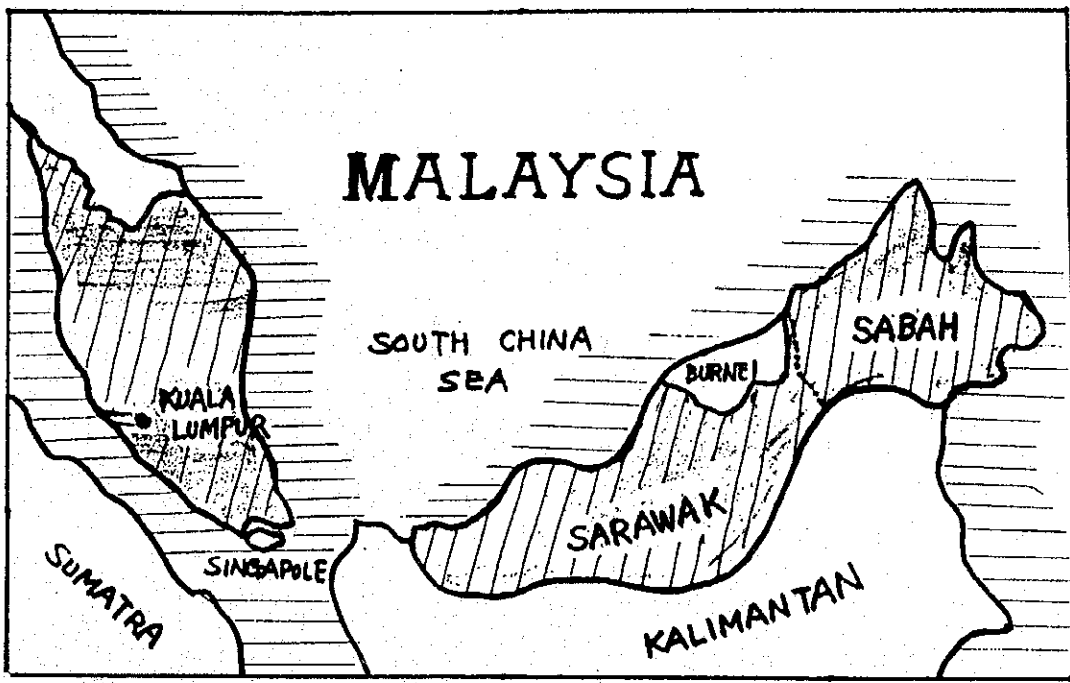 MALAYSIA
SOUTH CHINA
SEA
SABAH
BURNEI
KUALA
LUMPUR
SARAWAK
SINGAPOLE
SUMATRA
KALIMANTAN